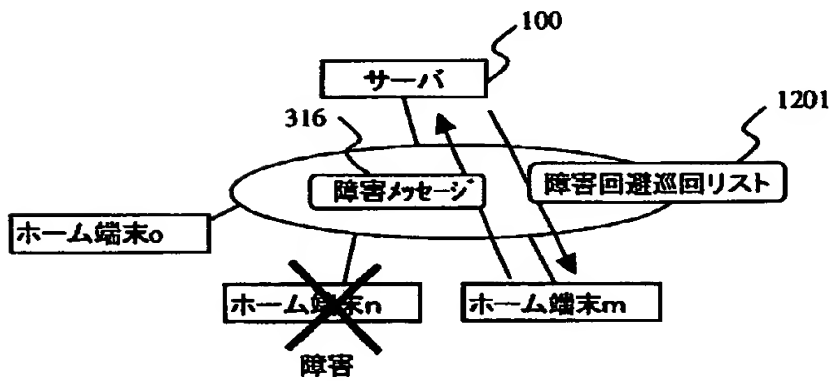 100
サーバ
1201
316
障害メッセージ
障害回避巡回リスト
ホーム端末o
ホーム端末n
ホーム端末m
障害